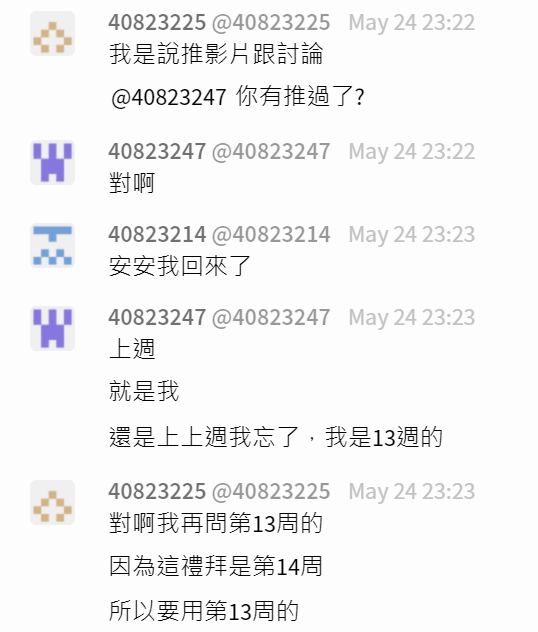 40823225 @40823225 May 24 23:22
我是說推影片跟討論
@40823247 你有推過了?
40823247 @40823247 May 24 23:22
對啊
40823214 @40823214 May 24 23:23
安安我回來了
40823247 @40823247 May 24 23:23
上週
就是我
還是上上週我忘了，我是13週的
40823225 @40823225 May 24 23:23
對啊我再問第13周的
因為這禮拜是第14周
所以要用第13周的